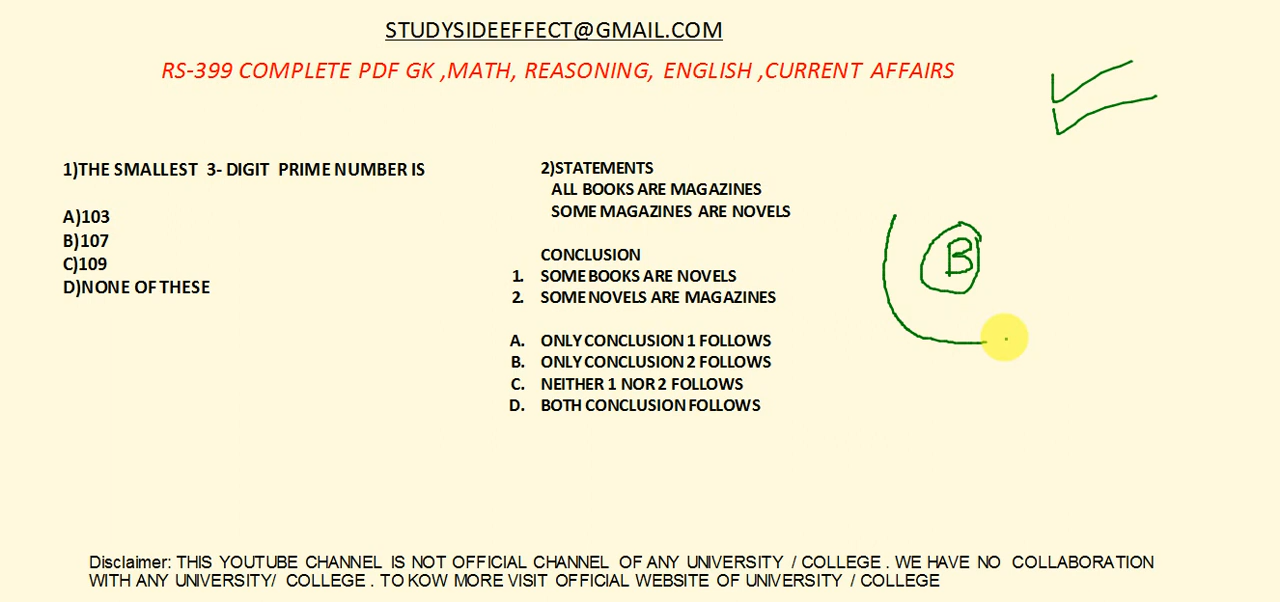 STUDYSIDEEFFECT@GMAIL.COM
RS-399 COMPLETE PDF GK ,MATH, REASONING, ENGLISH ,CURRENT AFFAIRS
1)THE SMALLEST 3- DIGIT PRIME NUMBER IS
A)103
B)107
C)109
D)NONE OF THESE
2)STATEMENTS
ALL BOOKS ARE MAGAZINES
SOME MAGAZINES ARE NOVELS
CONCLUSION
1. SOME BOOKS ARE NOVELS
2. SOME NOVELS ARE MAGAZINES
A. ONLY CONCLUSION 1 FOLLOWS
B. ONLY CONCLUSION 2 FOLLOWS
C. NEITHER 1 NOR 2 FOLLOWS
D. BOTH CONCLUSION FOLLOWS
B
Disclaimer: THIS YOUTUBE CHANNEL IS NOT OFFICIAL CHANNEL OF ANY UNIVERSITY / COLLEGE . WE HAVE NO COLLABORATION
WITH ANY UNIVERSITY/ COLLEGE . TO KOW MORE VISIT OFFICIAL WEBSITE OF UNIVERSITY / COLLEGE